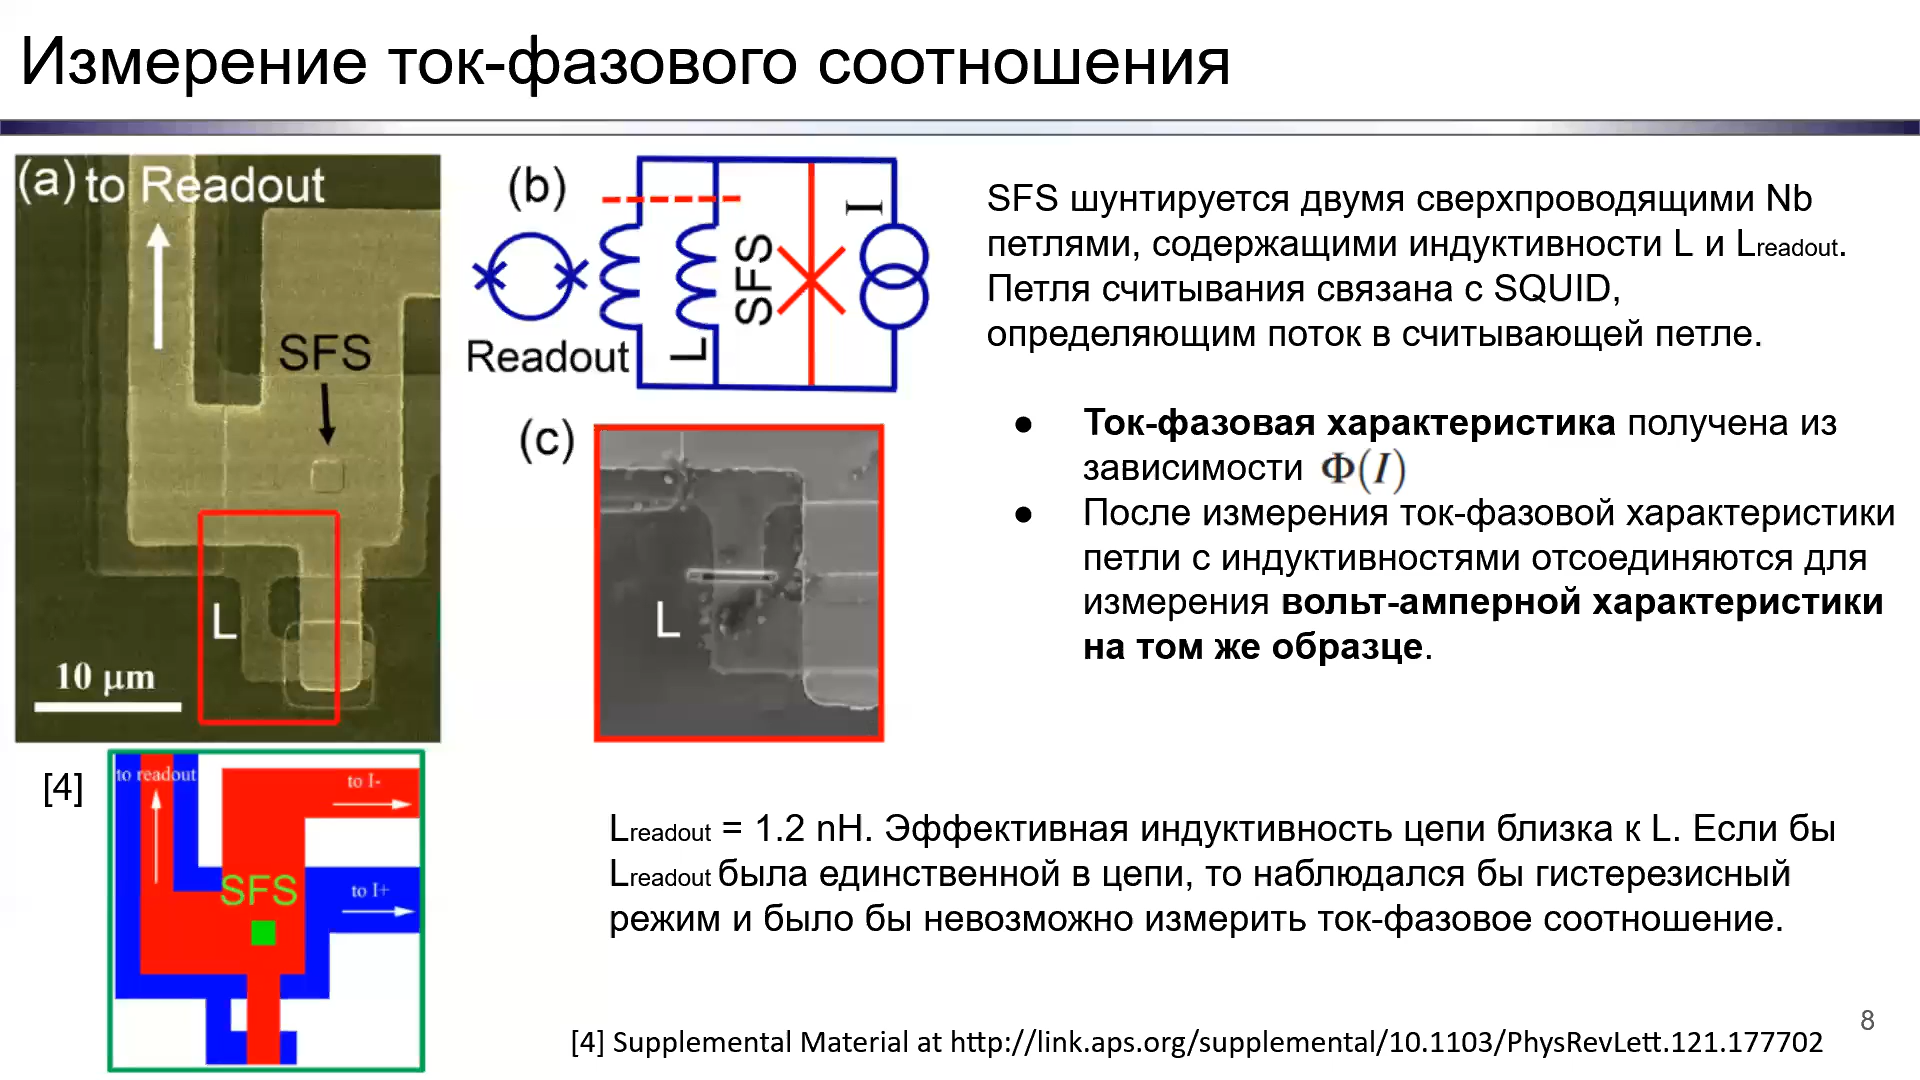 Измерение ток-фазового соотношения
(a) to Readout
SFS
L
10 μm
(b)
Readout
L
SFS
I
(c)
L
SFS шунтируется двумя сверхпроводящими Nb
петлями, содержащими индуктивности L и Lreadout.
Петля считывания связана с SQUID,
определяющим поток в считывающей петле.
● Ток-фазовая характеристика получена из
зависимости Φ(I)
● После измерения ток-фазовой характеристики
петли с индуктивностями отсоединяются для
измерения вольт-амперной характеристики
на том же образце.
[4]
to readout
to I-
SFS
to I+
Lreadout = 1.2 nH. Эффективная индуктивность цепи близка к L. Если бы
Lreadout была единственной в цепи, то наблюдался бы гистерезисный
режим и было бы невозможно измерить ток-фазовое соотношение.
[4] Supplemental Material at http://link.aps.org/supplemental/10.1103/PhysRevLett.121.177702
8